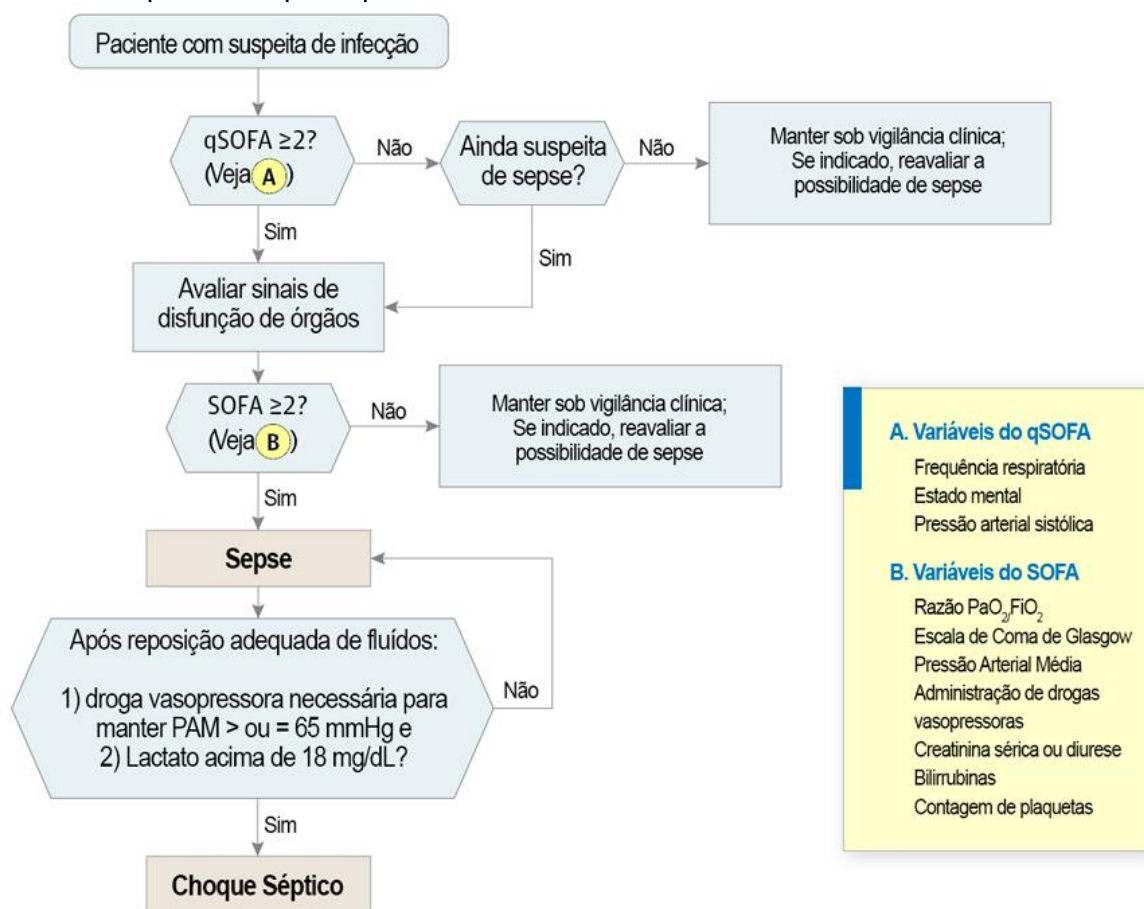 Paciente com suspeita de infecção
qSOFA ≥2?
(Veja A )
Não
Ainda suspeita
de sepse?
Não
Manter sob vigilância clínica;
Se indicado, reavaliar a
possibilidade de sepse
Sim
Sim
Avaliar sinais de
disfunção de órgãos
SOFA ≥2?
(Veja B )
Não
Manter sob vigilância clínica;
Se indicado, reavaliar a
possibilidade de sepse
Sim
Sepse
Após reposição adequada de fluídos:
1) droga vasopressora necessária para
manter PAM > ou = 65 mmHg e
2) Lactato acima de 18 mg/dL?
Não
Sim
Choque Séptico
A. Variáveis do qSOFA
Frequência respiratória
Estado mental
Pressão arterial sistólica
B. Variáveis do SOFA
Razão PaO2/FiO2
Escala de Coma de Glasgow
Pressão Arterial Média
Administração de drogas
vasopressoras
Creatinina sérica ou diurese
Bilirrubinas
Contagem de plaquetas